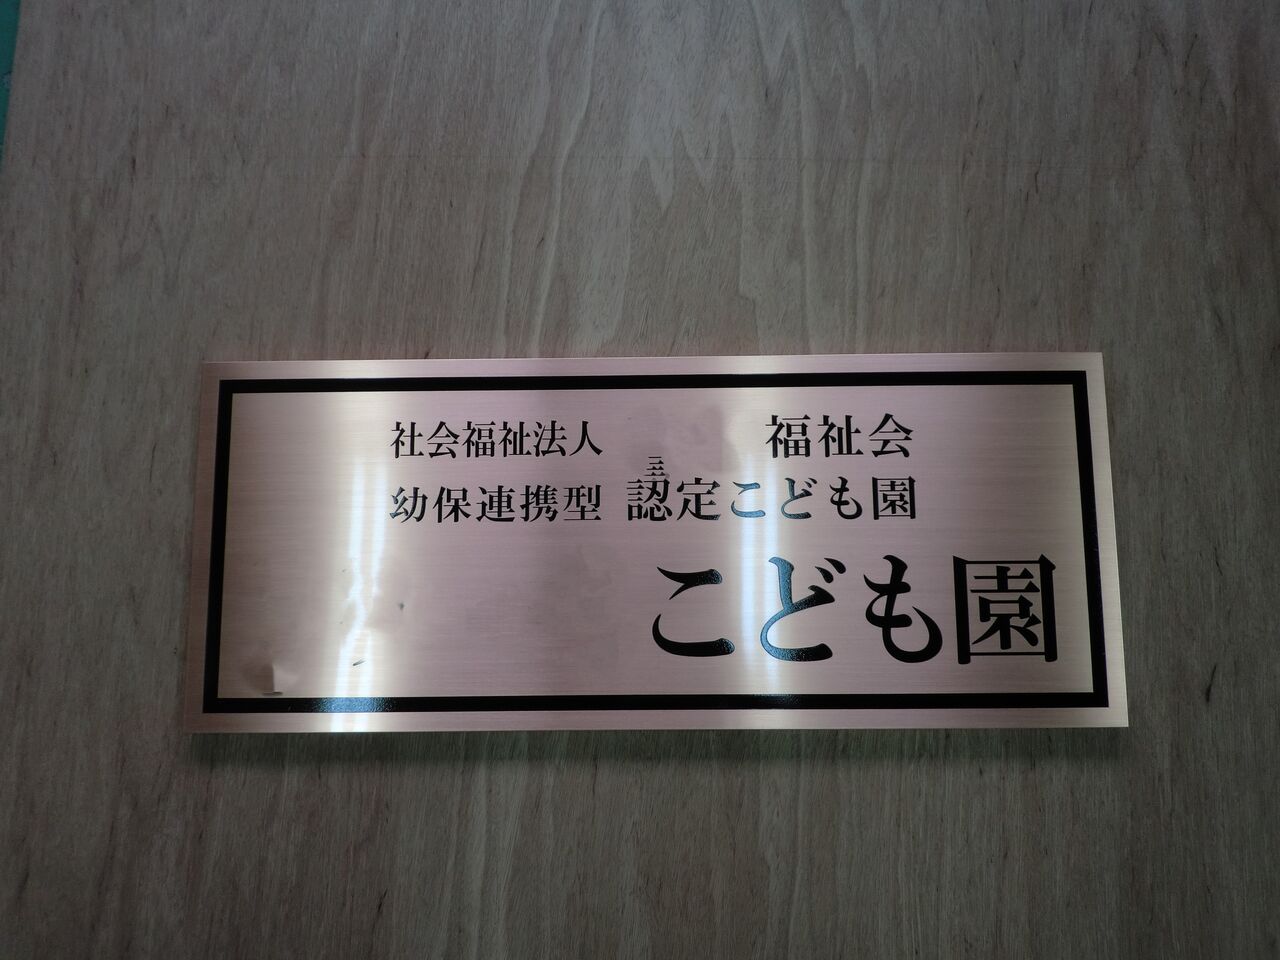 社会福祉法人 福祉会
幼保連携型 認定こども園
こども園